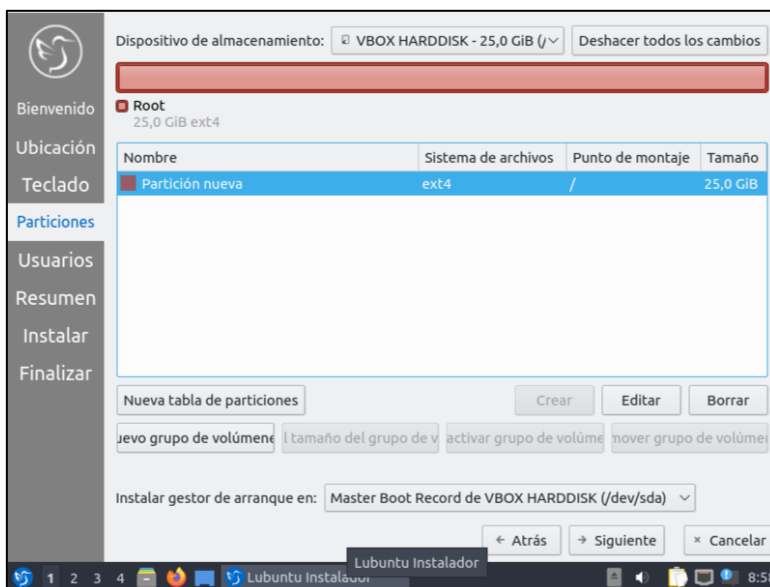 Dispositivo de almacenamiento: VBOX HARDDISK - 25,0 GiB (/ Deshacer todos los cambios
Root
25,0 GiB ext4
Bienvenido
Ubicación
Teclado
Particiones
Usuarios
Resumen
Instalar
Finalizar
Nombre Sistema de archivos Punto de montaje Tamaño
Partición nueva ext4 / 25,0 GiB
Nueva tabla de particiones Crear Editar Borrar
uevo grupo de volúmene l tamaño del grupo de v activar grupo de volúme mover grupo de volúme
Instalar gestor de arranque en: Master Boot Record de VBOX HARDDISK (/dev/sda)
← Atrás → Siguiente × Cancelar
Lubuntu Instalador
1 2 3 4 Lubuntu Instalador